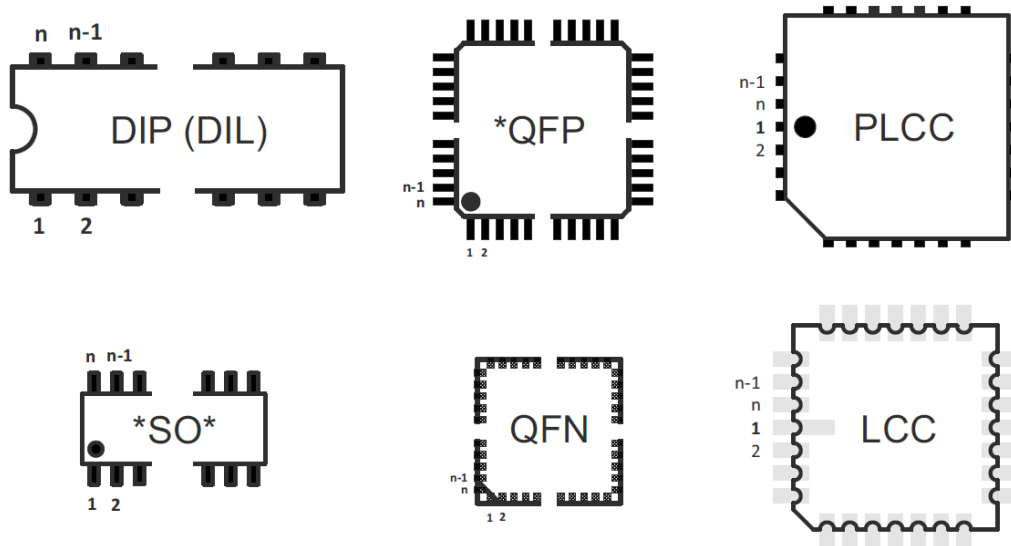 n n-1
DIP (DIL)
1 2
*QFP
n-1
n
1 2
n-1
n
1
2
PLCC
n n-1
*SO*
1 2
QFN
n-1
n
1 2
n-1
n
1
2
LCC